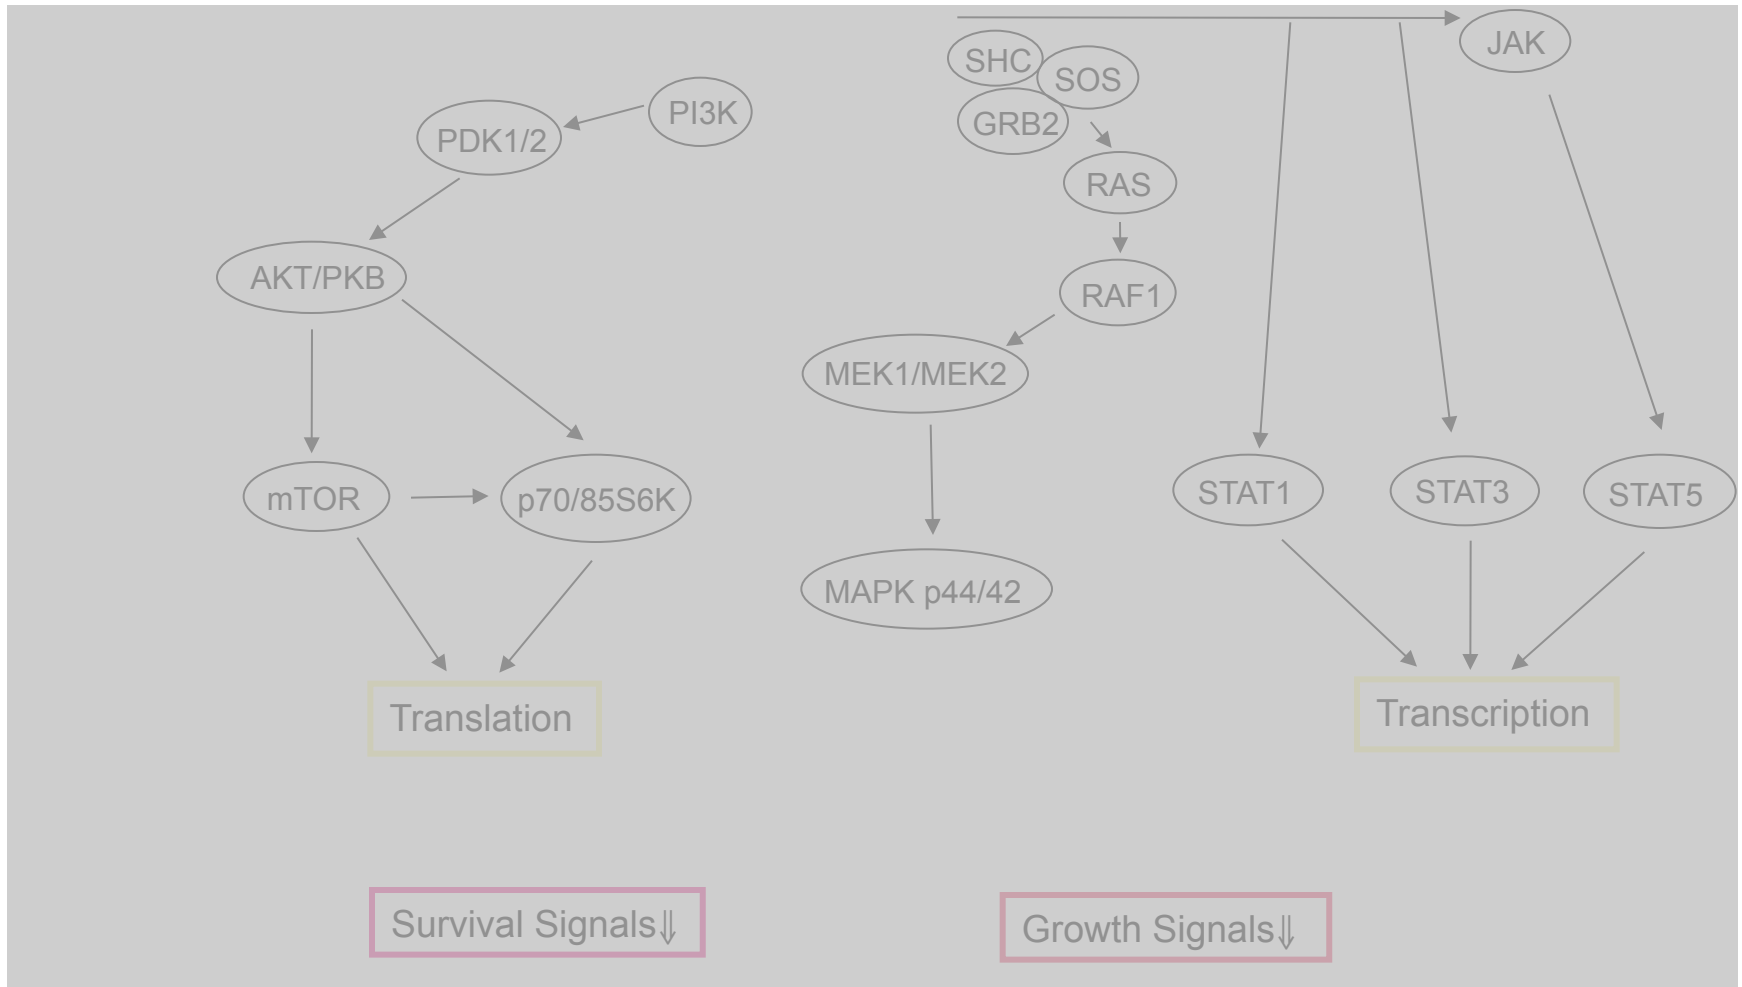 JAK
SHC
SOS
PI3K
GRB2
PDK1/2
RAS
AKT/PKB
RAF1
MEK1/MEK2
mTOR
p70/85S6K
STAT1
STAT3
STAT5
MAPK p44/42
Translation
Transcription
Survival Signals⇓
Growth Signals⇓